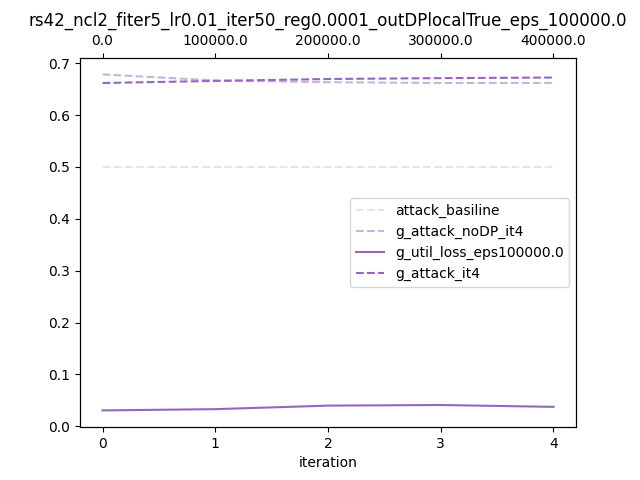 rs42_ncl2_fiter5_lr0.01_iter50_reg0.0001_outDPlocalTrue_eps_100000.0
0.0 100000.0 200000.0 300000.0 400000.0
0.7
0.6
0.5
0.4
0.3
0.2
0.1
0.0
attack_basiline
g_attack_noDP_it4
g_util_loss_eps100000.0
g_attack_it4
0 1 2 3 4
iteration